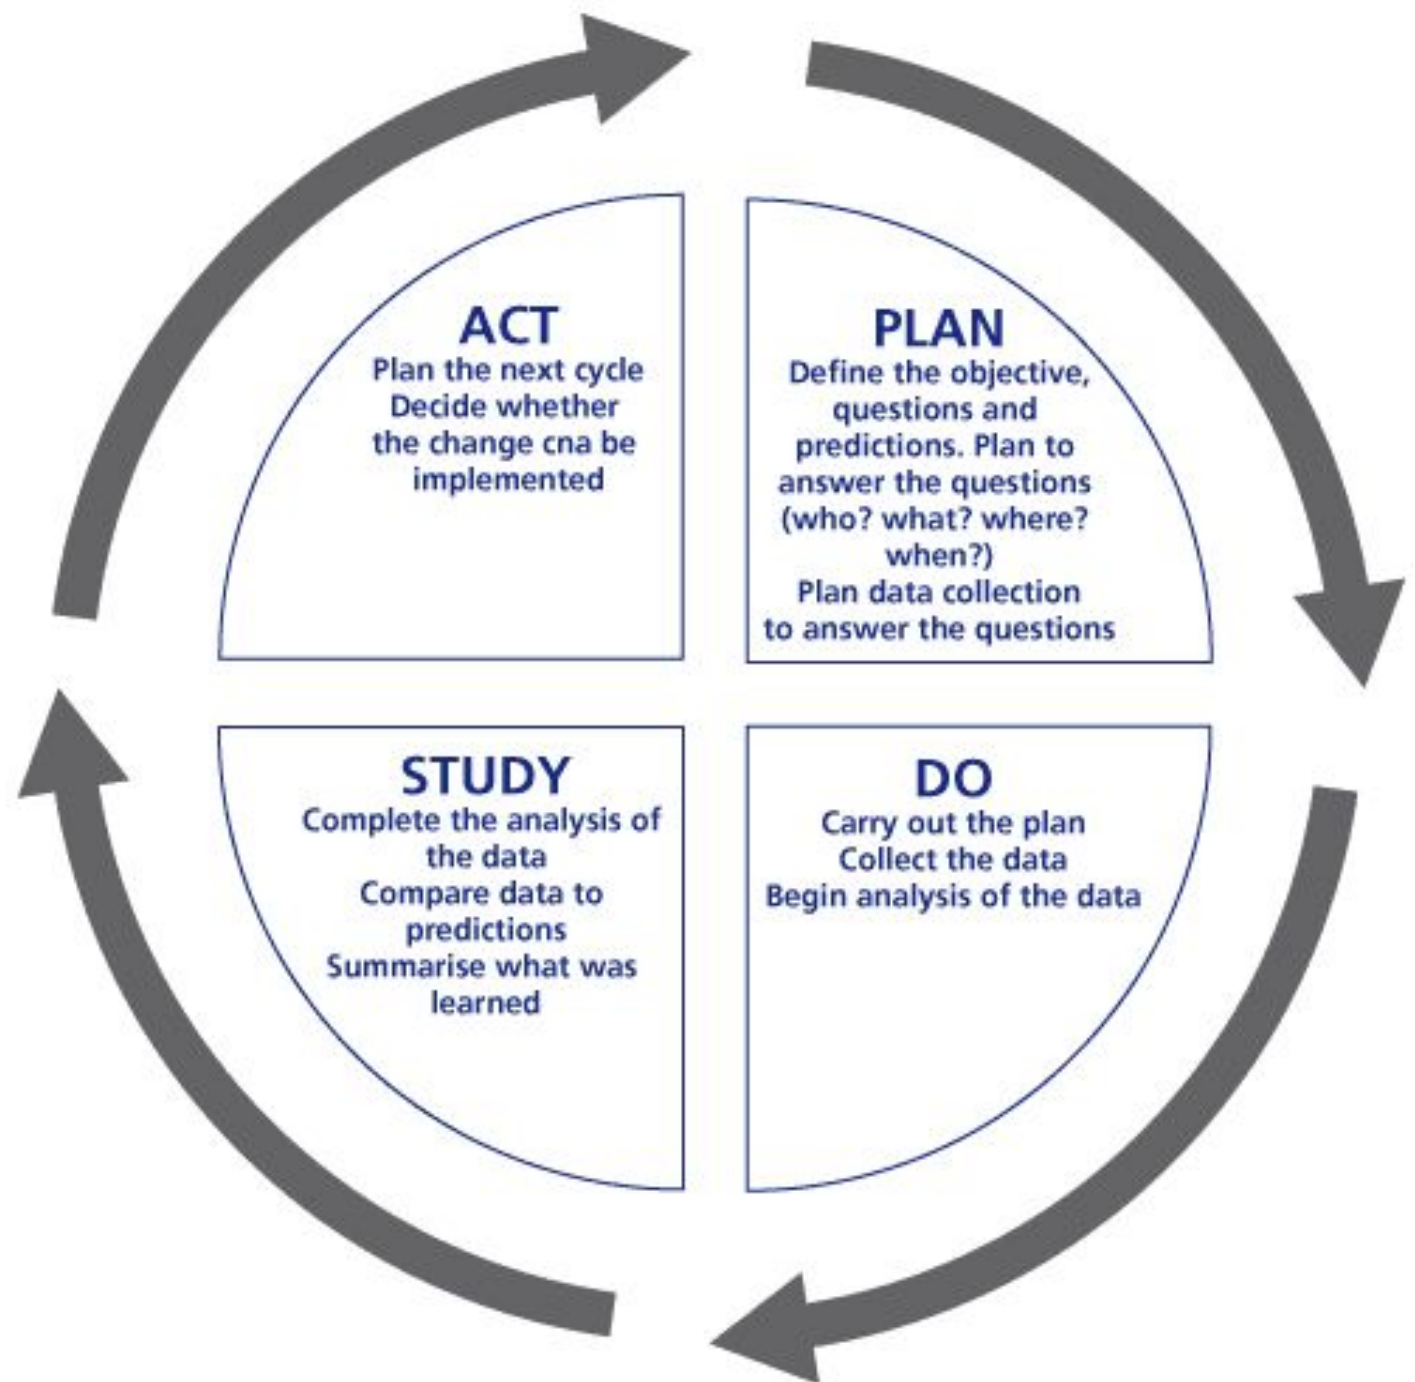 ACT
Plan the next cycle
Decide whether
the change cna be
implemented
PLAN
Define the objective,
questions and
predictions. Plan to
answer the questions
(who? what? where?
when?)
Plan data collection
to answer the questions
STUDY
Complete the analysis of
the data
Compare data to
predictions
Summarise what was
learned
DO
Carry out the plan
Collect the data
Begin analysis of the data